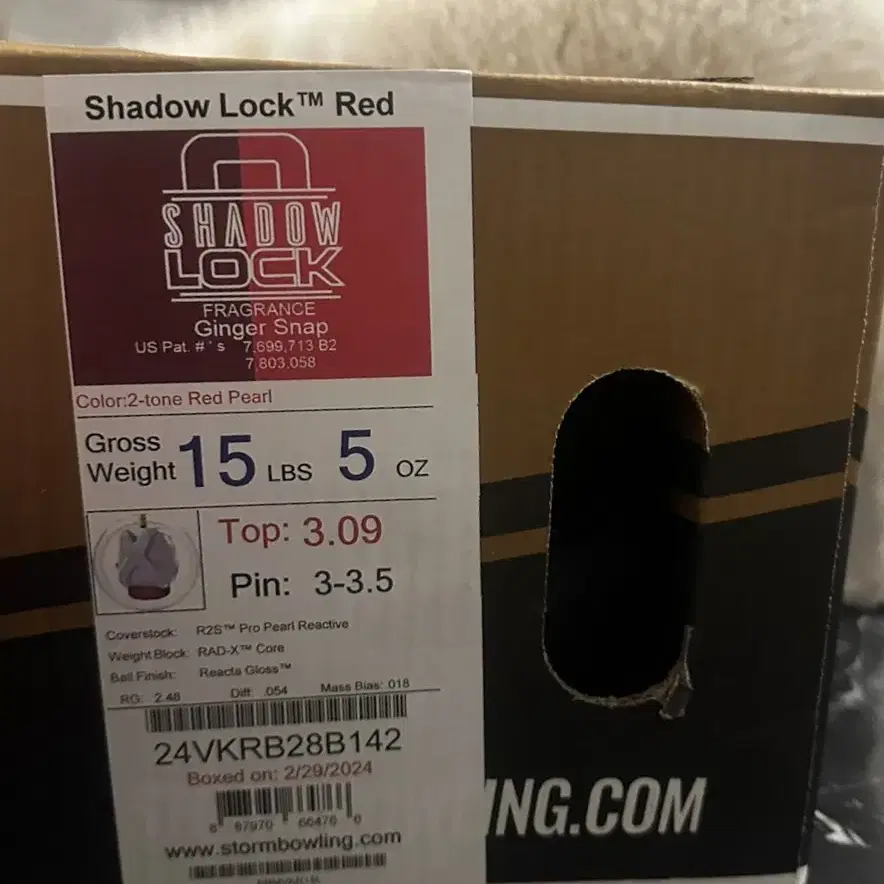 Shadow Lock™ Red
SHADOW
LOCK
FRAGRANCE
Ginger Snap
US Pat. #'s 7,699,713 B2
7,803,058
Color:2-tone Red Pearl
Gross
Weight 15 LBS 5 OZ
Top: 3.09
Pin: 3-3.5
Coverstock: R2S™ Pro Pearl Reactive
Weight Block: RAD-X™ Core
Ball Finish: Reacta Gloss™
RG: 2.48 Diff: .054 Mass Bias: .018
24VKRB28B142
Boxed on: 2/29/2024
www.stormbowling.com
ING.COM